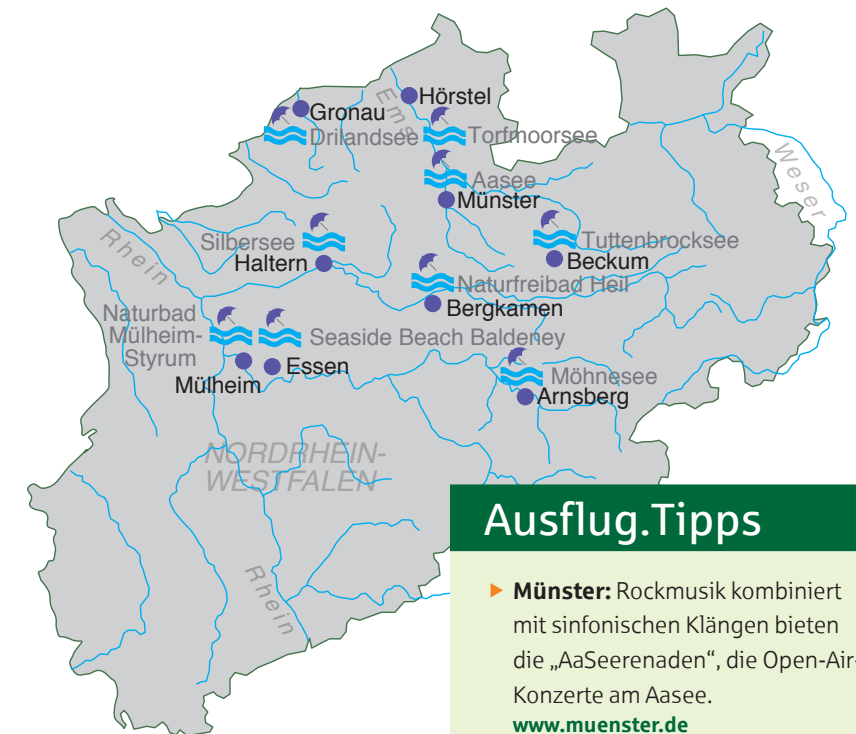 Hörstel
Gronau
Ems
Drilandsee
Torfmoorsee
Aasee
Münster
Weser
Rhein
Silbersee
Haltern
Tuttenbrocksee
Beckum
Naturfreibad Heil
Bergkamen
Naturbad
Mülheim-
Styrum
Seaside Beach Baldeney
Mülheim
Essen
Möhnesee
Arnsberg
NORDRHEIN-
WESTFALEN
Rhein
Ausflug.Tipps
Münster: Rockmusik kombiniert
mit sinfonischen Klängen bieten
die „AaSeerenaden“, die Open-Air-
Konzerte am Aasee.
www.muenster.de